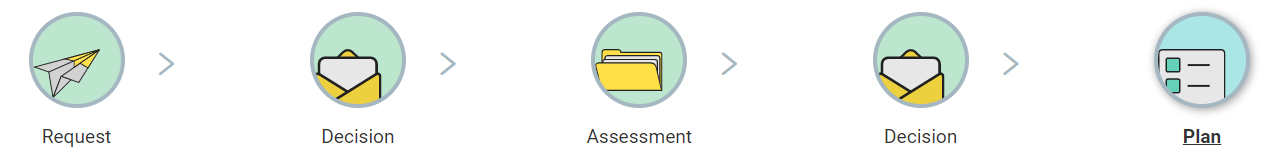 Request
Decision
Assessment
Decision
Plan